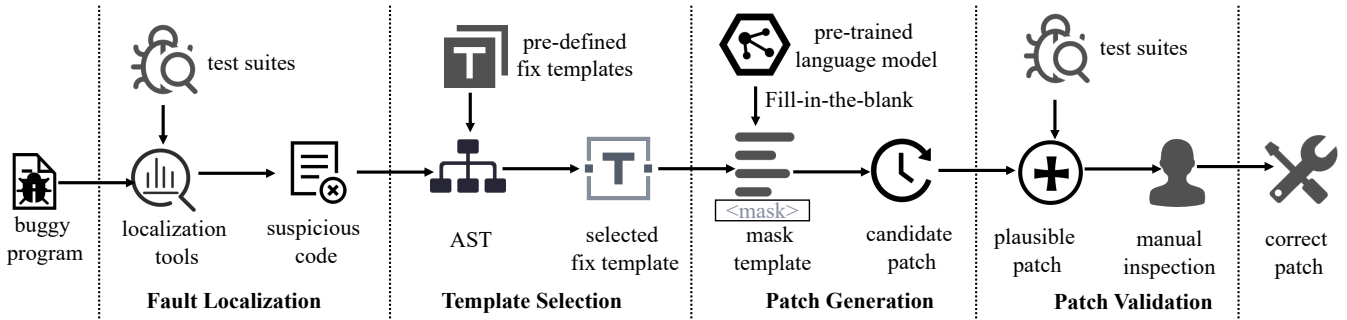 buggy
program
test suites
localization
tools
suspicious
code
Fault Localization
pre-defined
fix templates
T
AST
T
selected
fix template
Template Selection
pre-trained
language model
Fill-in-the-blank
<mask>
mask
template
candidate
patch
Patch Generation
test suites
plausible
patch
manual
inspection
Patch Validation
correct
patch